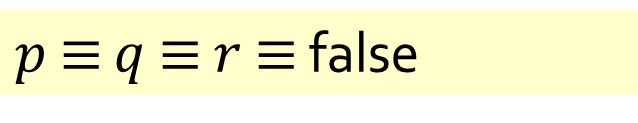 p ≡ q ≡ r ≡ false